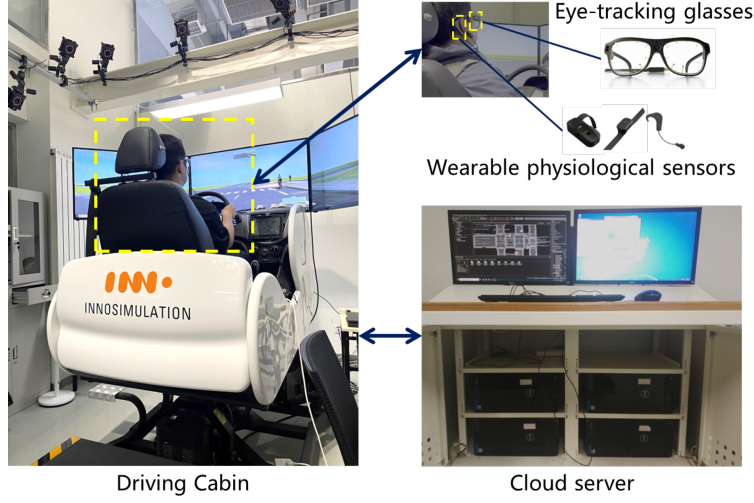 Eye-tracking glasses
Wearable physiological sensors
INNOSIMULATION
Driving Cabin
Cloud server